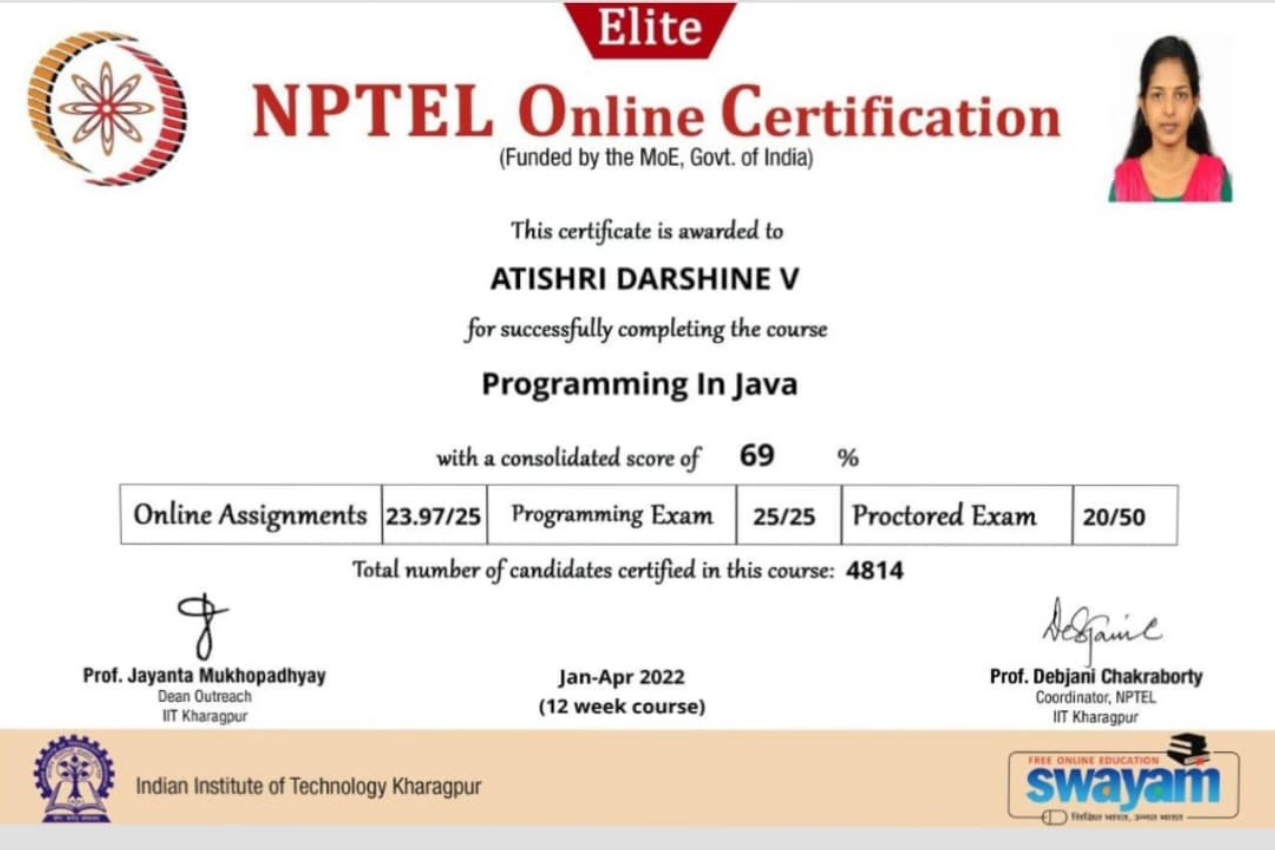 Elite
NPTEL Online Certification
(Funded by the MoE, Govt. of India)
This certificate is awarded to
ATISHRI DARSHINE V
for successfully completing the course
Programming In Java
with a consolidated score of 69 %
Online Assignments 23.97/25 Programming Exam 25/25 Proctored Exam 20/50
Total number of candidates certified in this course: 4814
Prof. Jayanta Mukhopadhyay
Dean Outreach
IIT Kharagpur
Jan-Apr 2022
(12 week course)
Prof. Debjani Chakraborty
Coordinator, NPTEL
IIT Kharagpur
Indian Institute of Technology Kharagpur
FREE ONLINE EDUCATION
swayam
शिक्षित भारत, उन्नत भारत